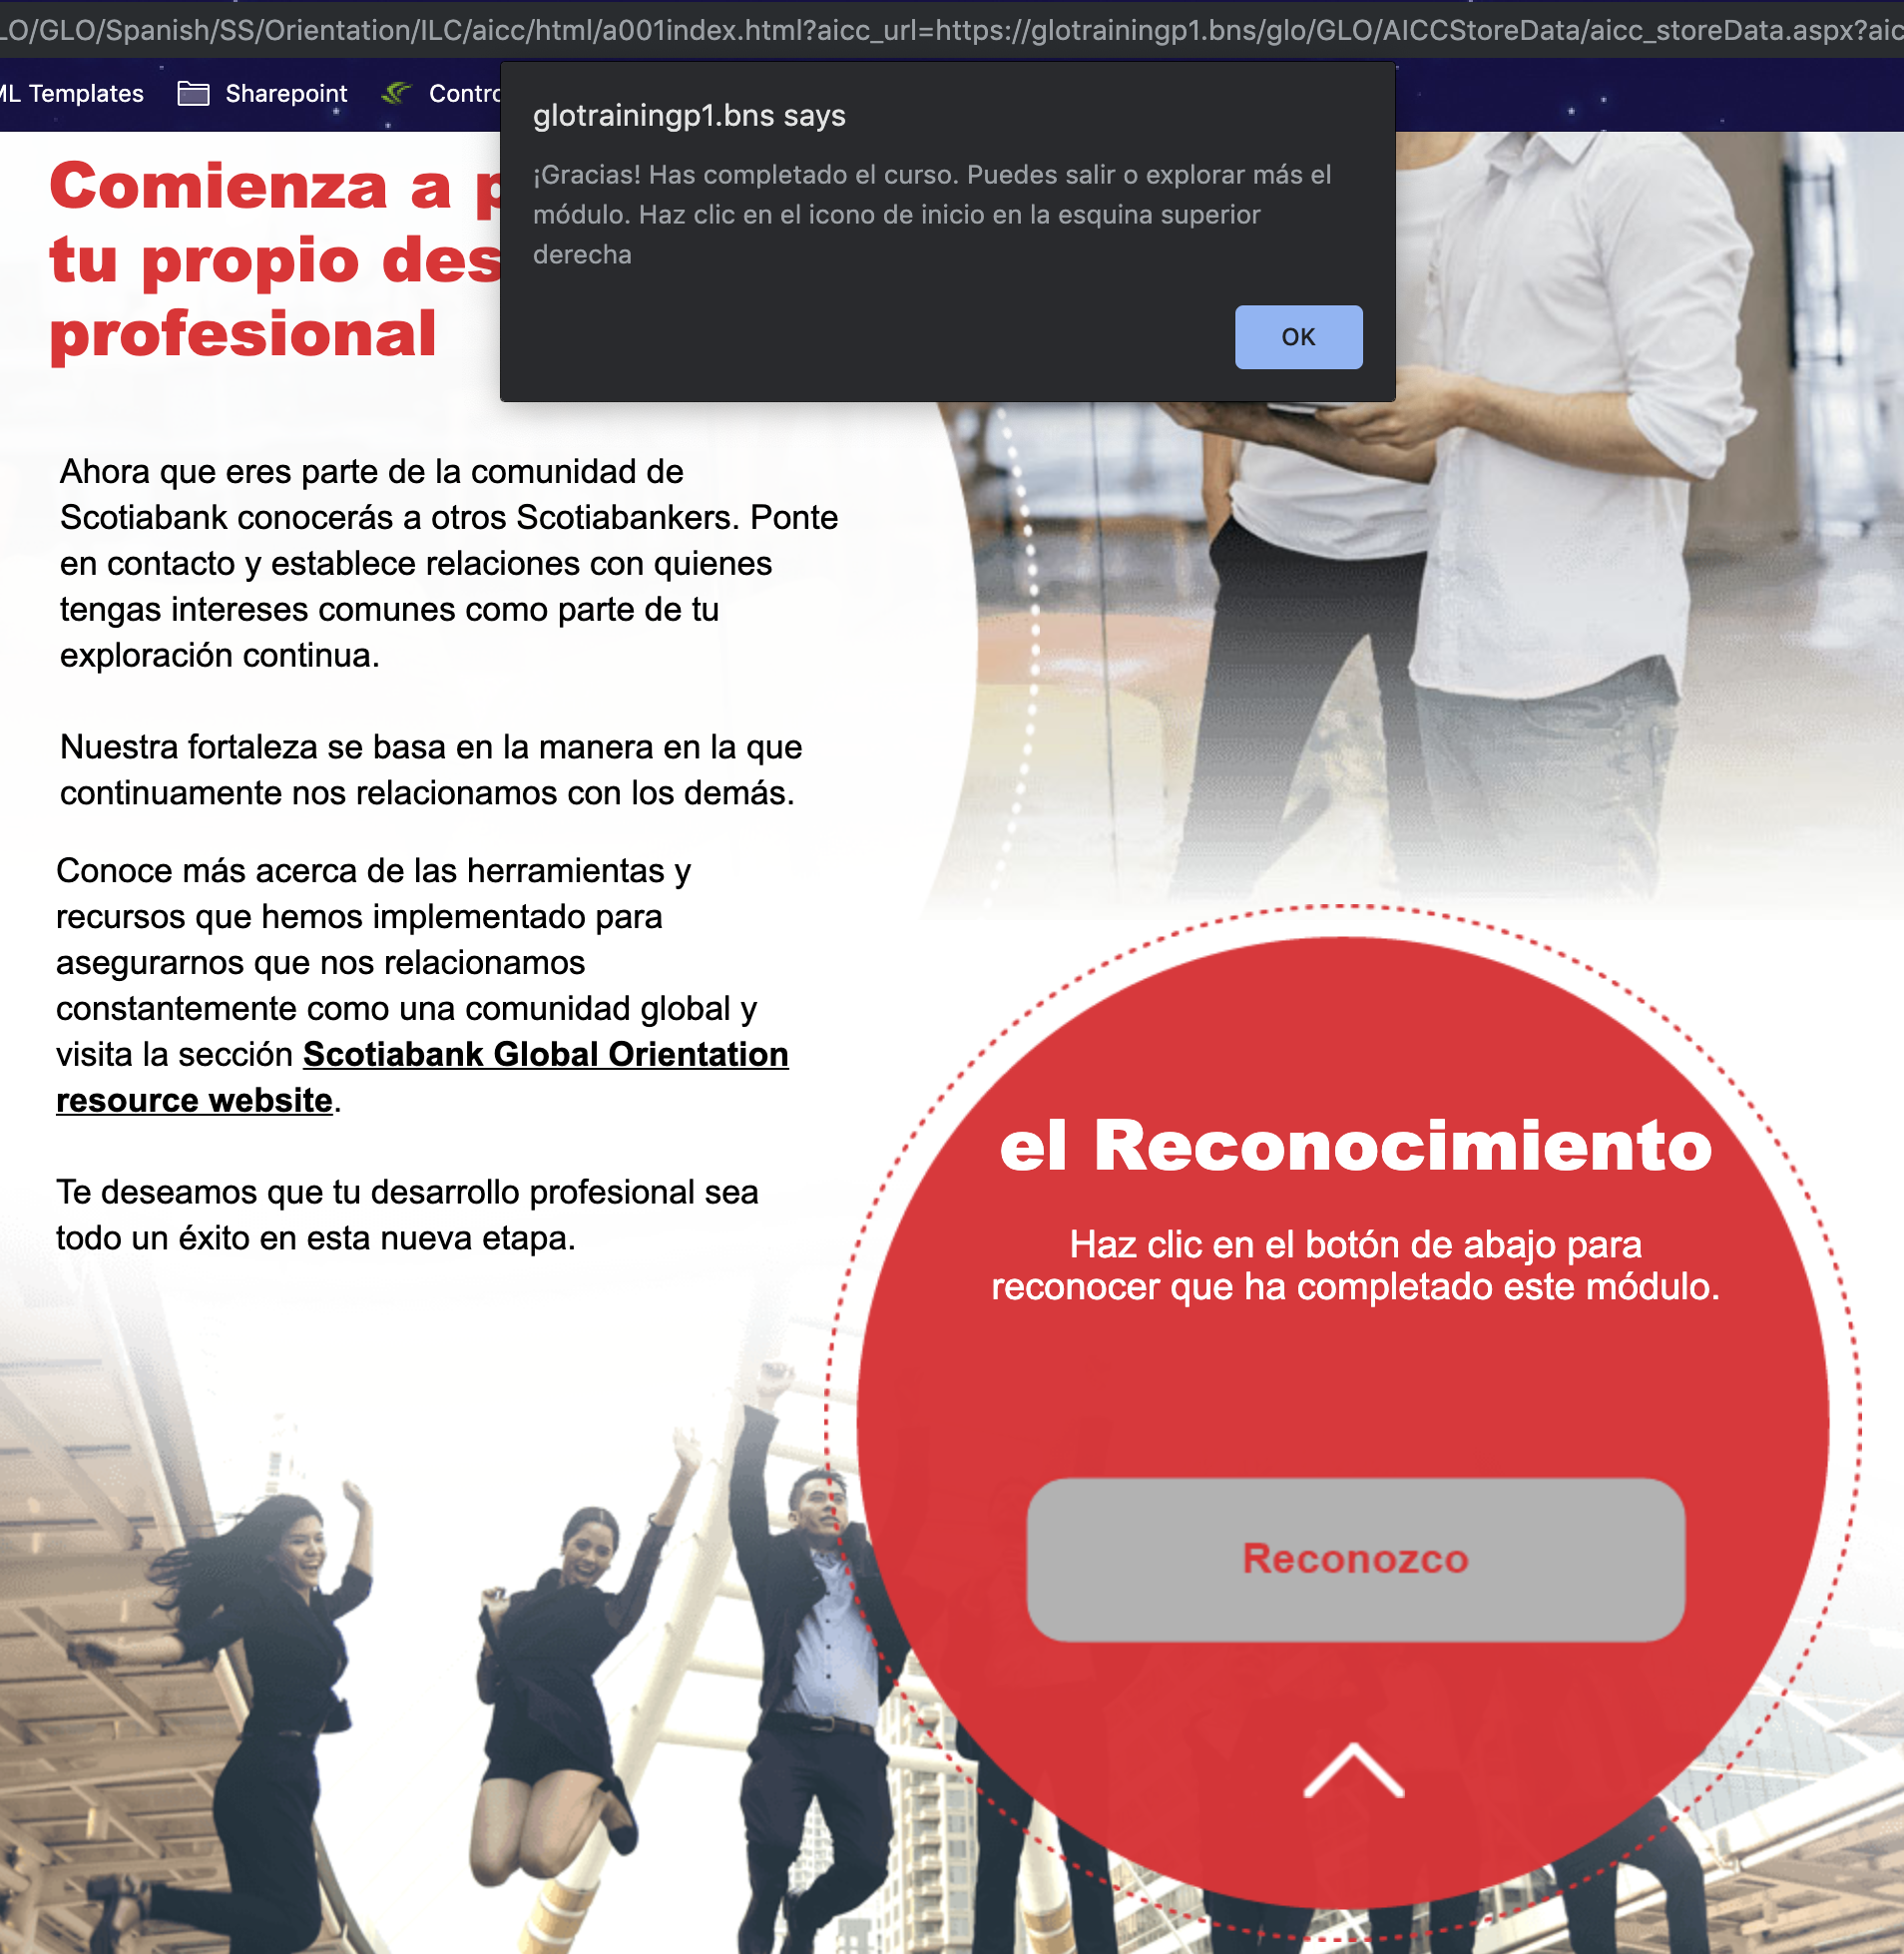 LO/GLO/Spanish/SS/Orientation/ILC/aicc/html/a001index.html?aicc_url=https://glotrainingp1.bns/glo/GLO/AICCStoreData/aicc_storeData.aspx?aic
ML Templates Sharepoint Contro
glotrainingp1.bns says
¡Gracias! Has completado el curso. Puedes salir o explorar más el
módulo. Haz clic en el icono de inicio en la esquina superior
derecha
OK
Comienza a p
tu propio des
profesional
Ahora que eres parte de la comunidad de
Scotiabank conocerás a otros Scotiabankers. Ponte
en contacto y establece relaciones con quienes
tengas intereses comunes como parte de tu
exploración continua.
Nuestra fortaleza se basa en la manera en la que
continuamente nos relacionamos con los demás.
Conoce más acerca de las herramientas y
recursos que hemos implementado para
asegurarnos que nos relacionamos
constantemente como una comunidad global y
visita la sección Scotiabank Global Orientation
resource website.
Te deseamos que tu desarrollo profesional sea
todo un éxito en esta nueva etapa.
el Reconocimiento
Haz clic en el botón de abajo para
reconocer que ha completado este módulo.
Reconozco